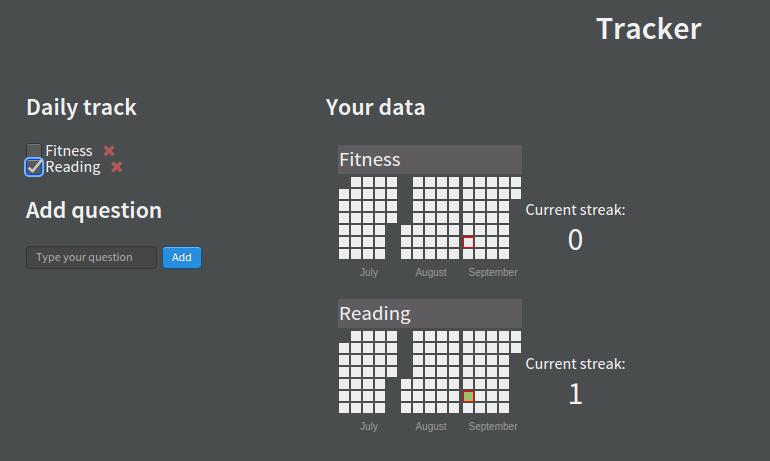 Tracker
Daily track
Fitness
Reading
Add question
Type your question
Add
Your data
Fitness
Current streak:
0
July August September
Reading
Current streak:
1
July August September